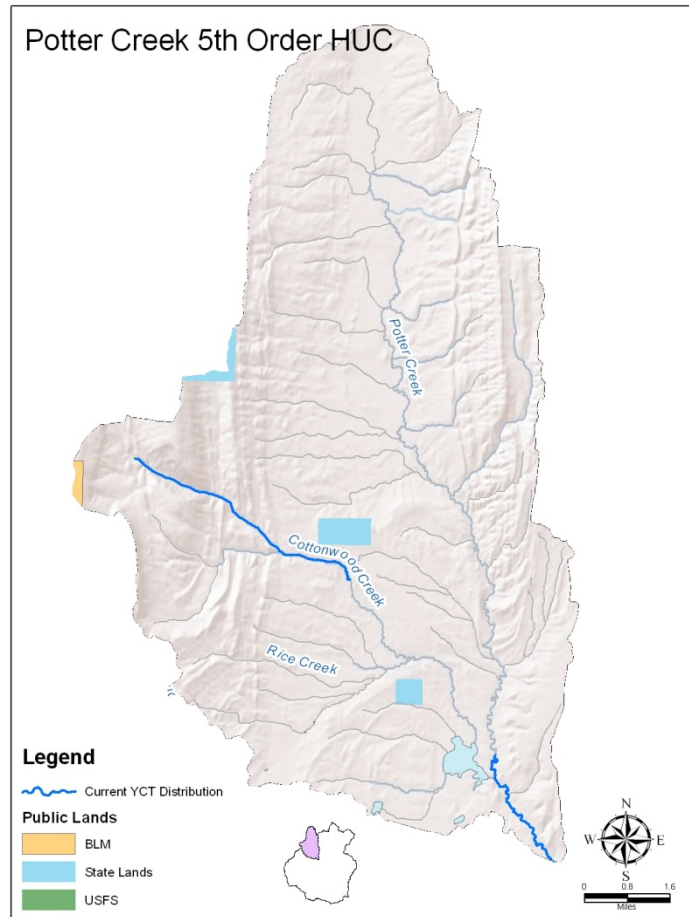 Potter Creek 5th Order HUC
Potter Creek
Cottonwood Creek
Rice Creek
Legend
Current YCT Distribution
Public Lands
BLM
State Lands
USFS
N
W
E
S
0 0.8 1.6
Miles